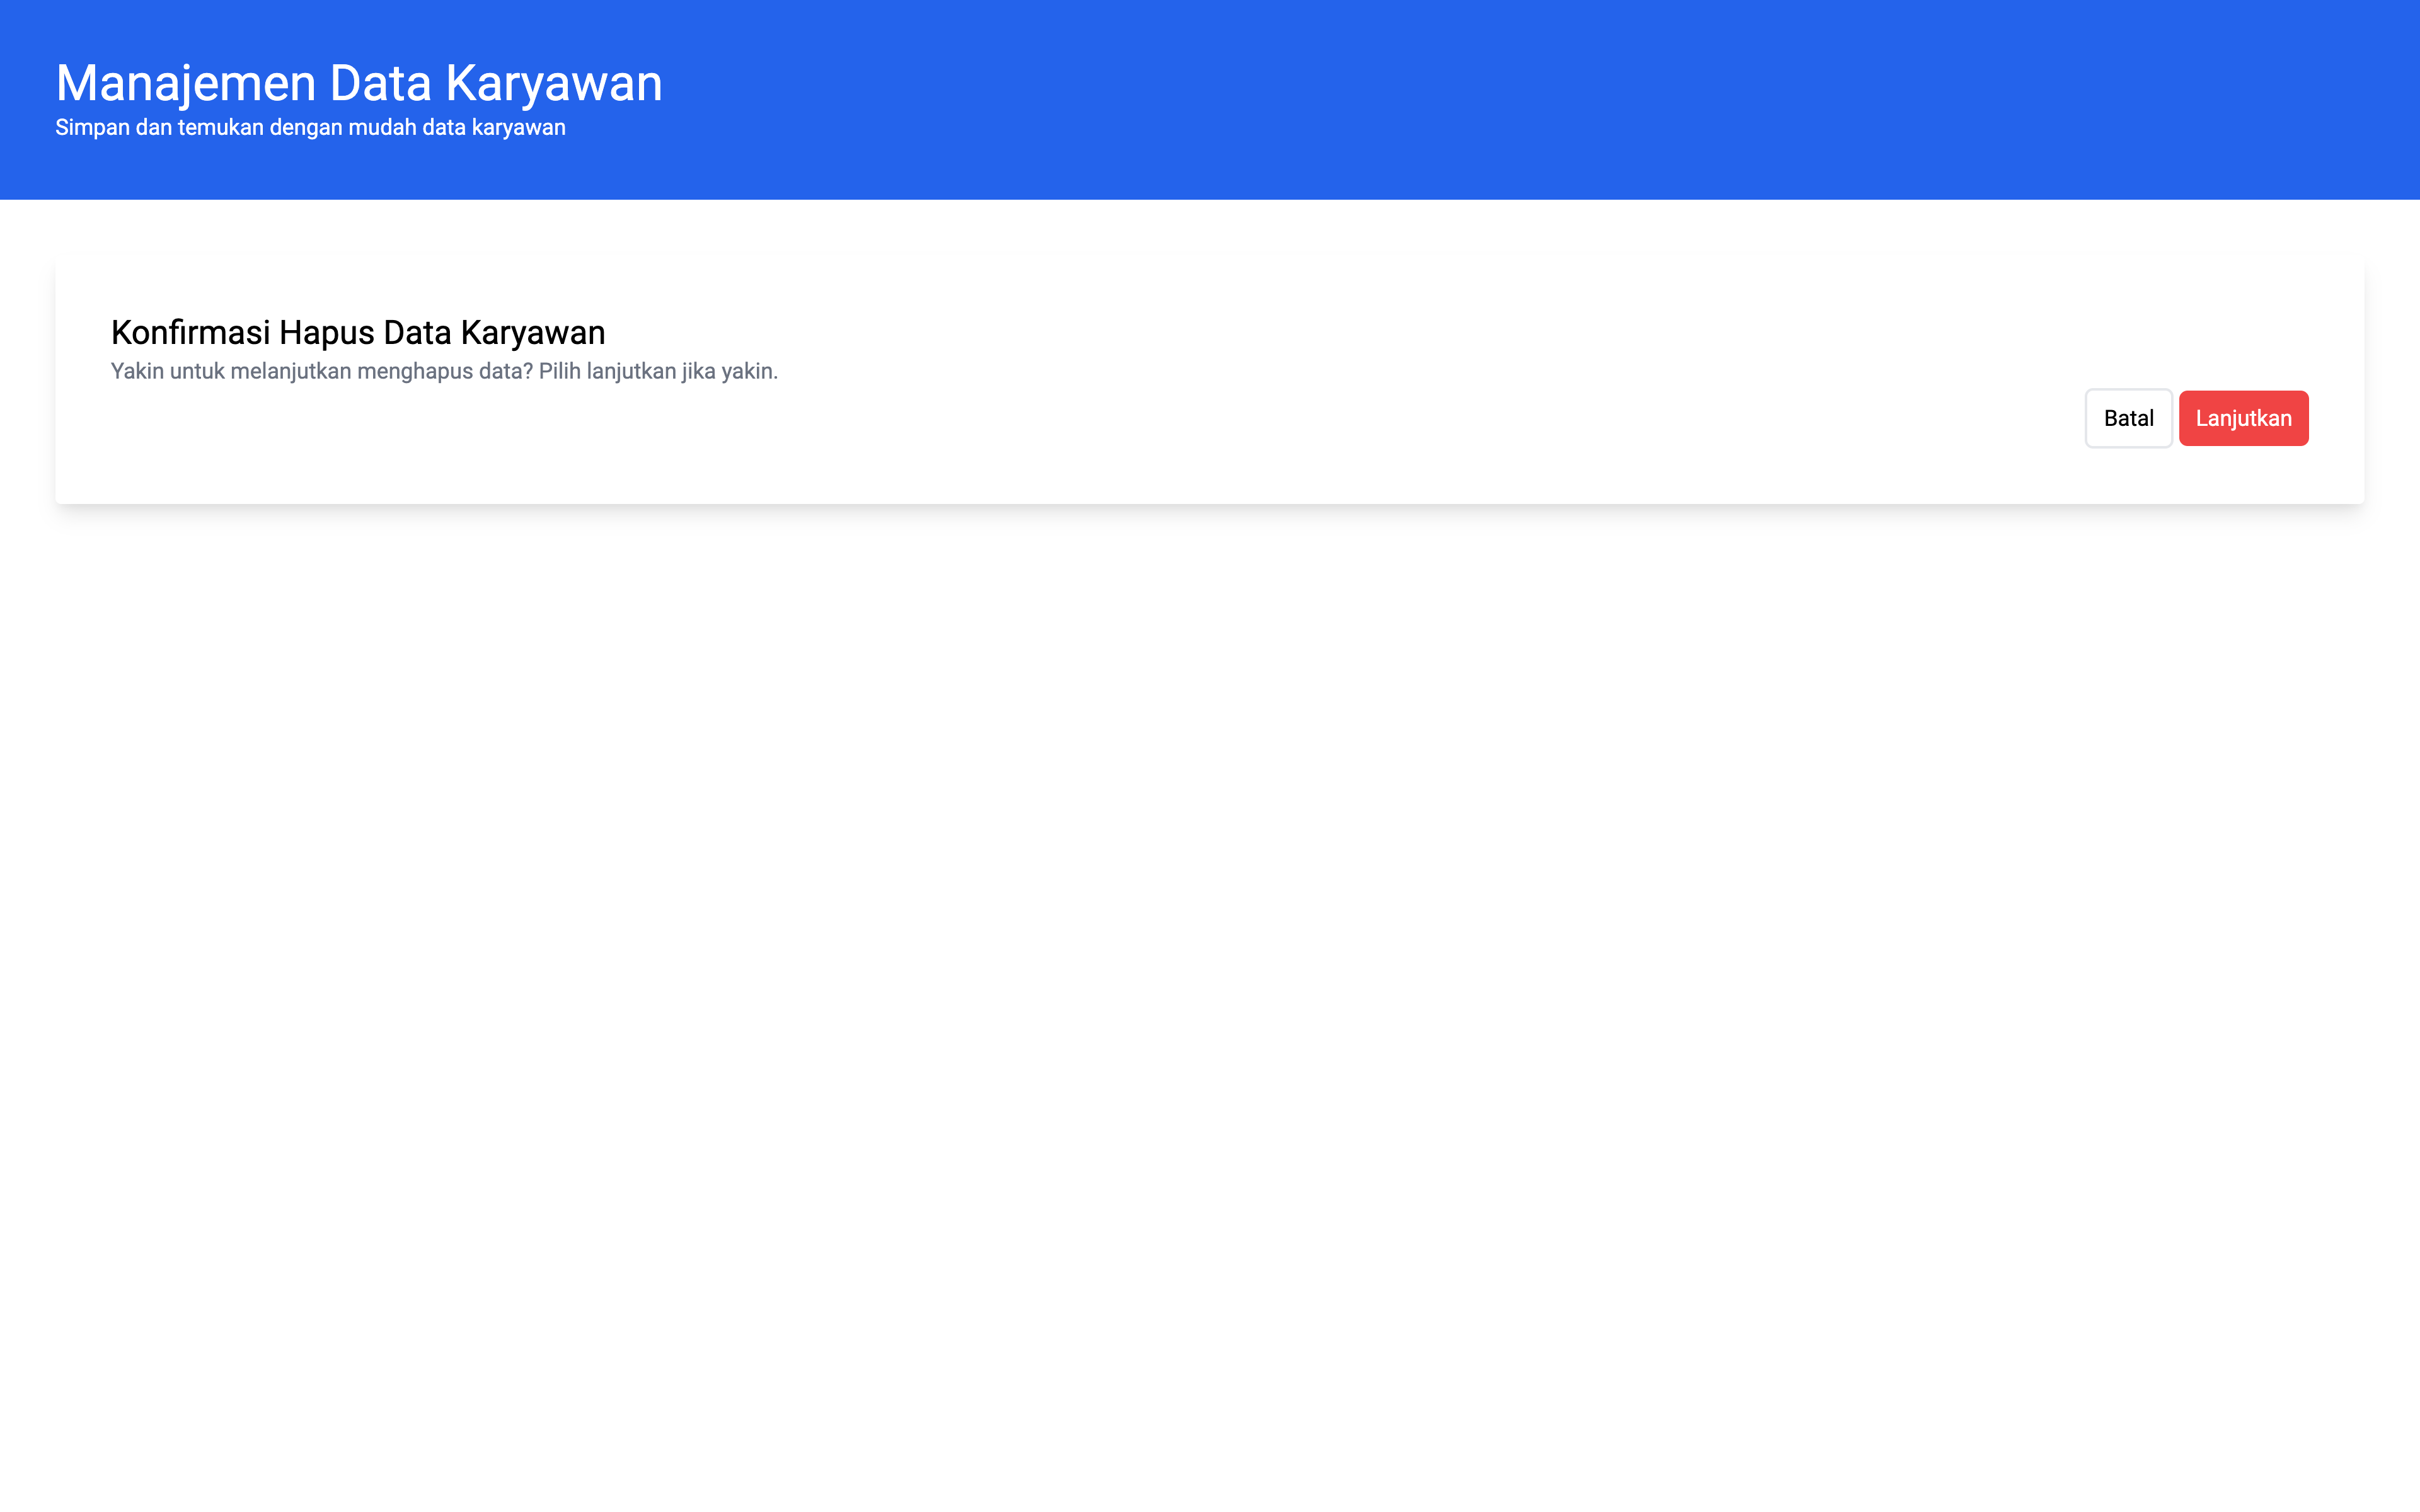 Manajemen Data Karyawan
Simpan dan temukan dengan mudah data karyawan
Konfirmasi Hapus Data Karyawan
Yakin untuk melanjutkan menghapus data? Pilih lanjutkan jika yakin.
Batal Lanjutkan